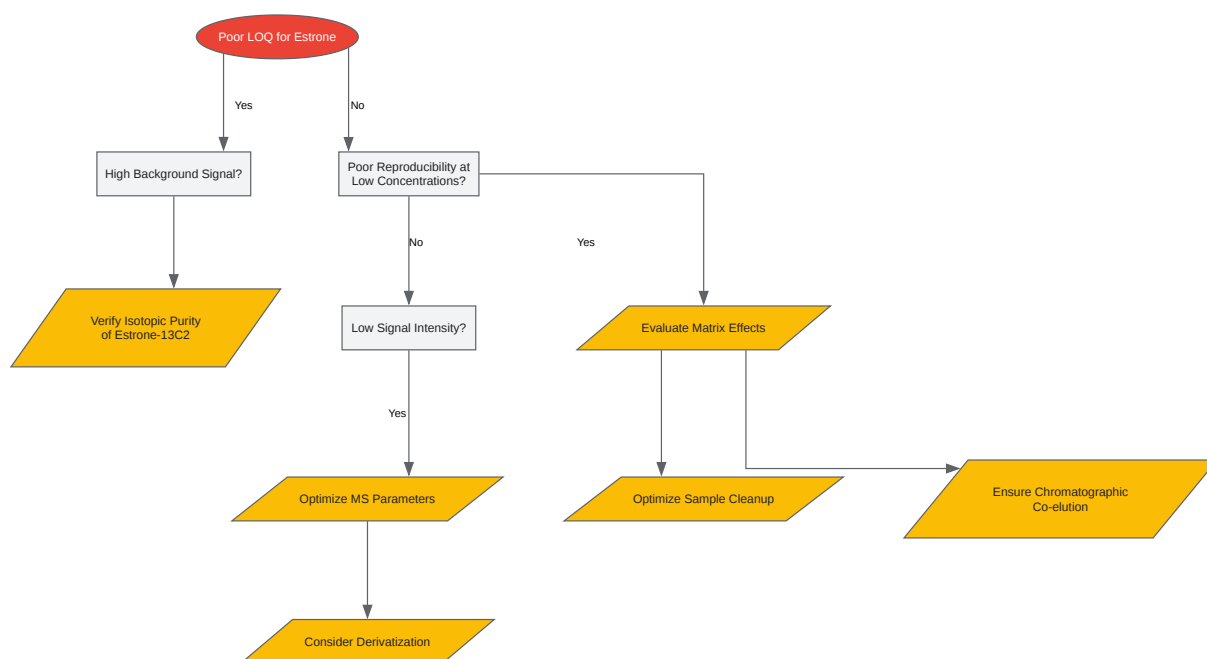 Poor LOQ for Estrone
Yes
No
High Background Signal?
Poor Reproducibility at
Low Concentrations?
No
Yes
Verify Isotopic Purity
of Estrone-13C2
Low Signal Intensity?
Evaluate Matrix Effects
Yes
Optimize MS Parameters
Optimize Sample Cleanup
Ensure Chromatographic
Co-elution
Consider Derivatization